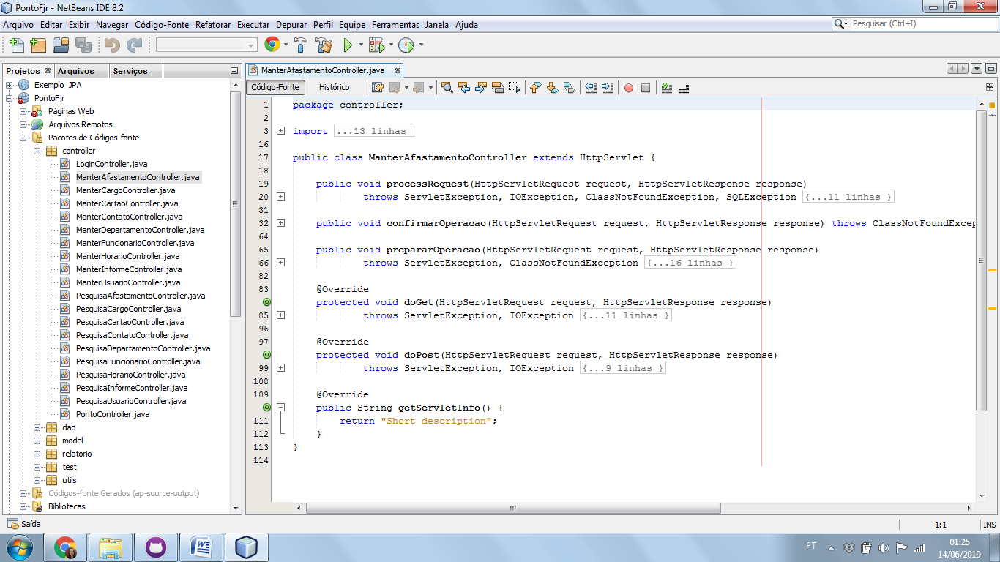 PontoFjr - NetBeans IDE 8.2
Arquivo Editar Exibir Navegar Código-Fonte Refatorar Executar Depurar Perfil Equipe Ferramentas Janela Ajuda
Pesquisar (Ctrl+I)
Projetos Arquivos Serviços
Exemplo_JPA
PontoFjr
Páginas Web
Arquivos Remotos
Pacotes de Códigos-fonte
controller
LoginController.java
ManterAfastamentoController.java
ManterCargoController.java
ManterCartaoController.java
ManterContatoController.java
ManterDepartamentoController.java
ManterFuncionarioController.java
ManterHorarioController.java
ManterInformeController.java
ManterUsuarioController.java
PesquisaAfastamentoController.java
PesquisaCargoController.java
PesquisaCartaoController.java
PesquisaContatoController.java
PesquisaDepartamentoController.java
PesquisaFuncionarioController.java
PesquisaHorarioController.java
PesquisaInformeController.java
PesquisaUsuarioController.java
PontoController.java
dao
model
relatorio
test
utils
Códigos-fonte Gerados (ap-source-output)
Bibliotecas
ManterAfastamentoController.java
Código-Fonte Histórico
1 package controller;
2
3 import ...13 linhas
16
17 public class ManterAfastamentoController extends HttpServlet {
18
19 public void processRequest(HttpServletRequest request, HttpServletResponse response)
20 throws ServletException, IOException, ClassNotFoundException, SQLException {...11 linhas }
31
32 public void confirmarOperacao(HttpServletRequest request, HttpServletResponse response) throws ClassNotFoundExcep
64
65 public void prepararOperacao(HttpServletRequest request, HttpServletResponse response)
66 throws ServletException, ClassNotFoundException {...16 linhas }
82
83 @Override
protected void doGet(HttpServletRequest request, HttpServletResponse response)
85 throws ServletException, IOException {...11 linhas }
96
97 @Override
protected void doPost(HttpServletRequest request, HttpServletResponse response)
99 throws ServletException, IOException {...9 linhas }
108
109 @Override
public String getServletInfo() {
111 return "Short description";
112 }
113 }
114
Saída
1:1 INS
PT
01:25
14/06/2019